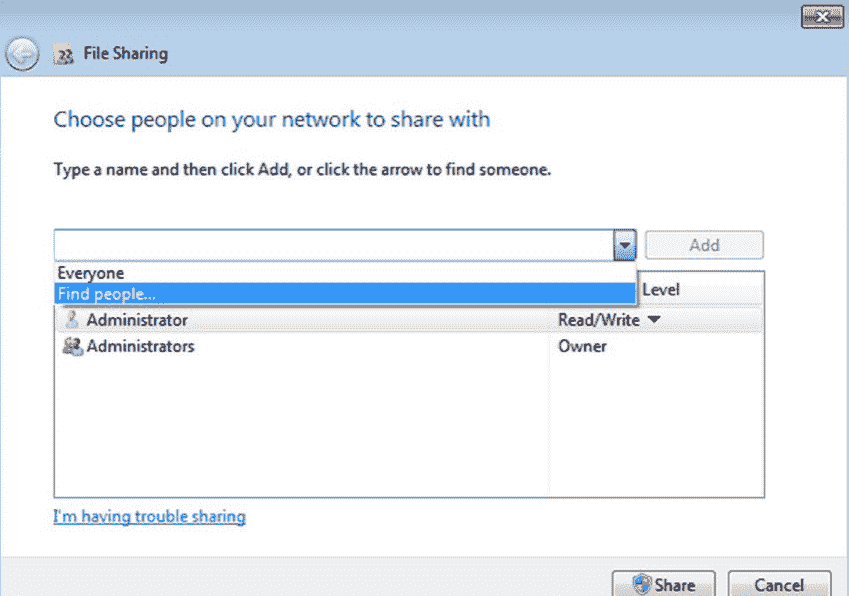 File Sharing
Choose people on your network to share with
Type a name and then click Add, or click the arrow to find someone.
Add
Everyone
Find people...
Level
Administrator Read/Write
Administrators Owner
I'm having trouble sharing
Share Cancel